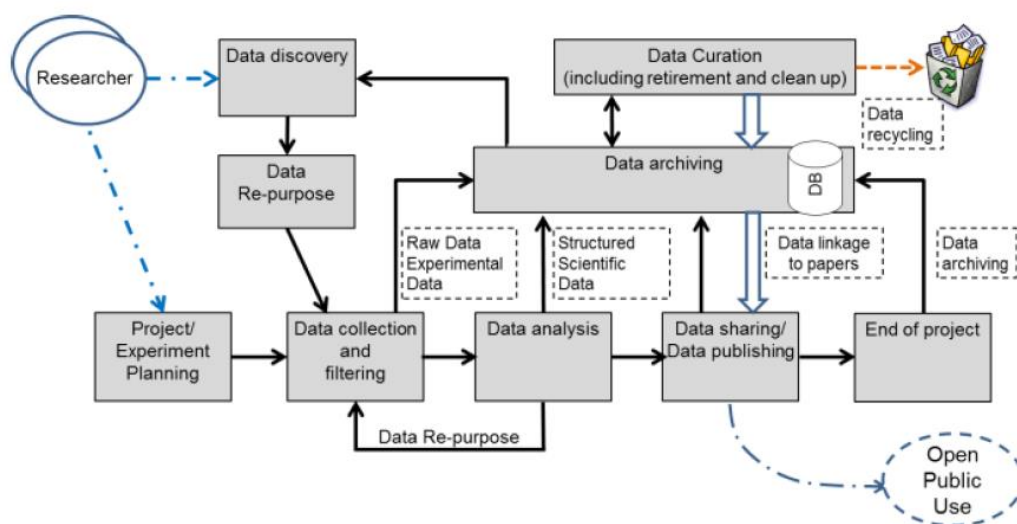 Researcher
Data discovery
Data Curation
(including retirement and clean up)
Data
recycling
Data
Re-purpose
Data archiving
DB
Raw Data
Experimental
Data
Structured
Scientific
Data
Data linkage
to papers
Data
archiving
Project/
Experiment
Planning
Data collection
and
filtering
Data analysis
Data sharing/
Data publishing
End of project
Data Re-purpose
Open
Public
Use